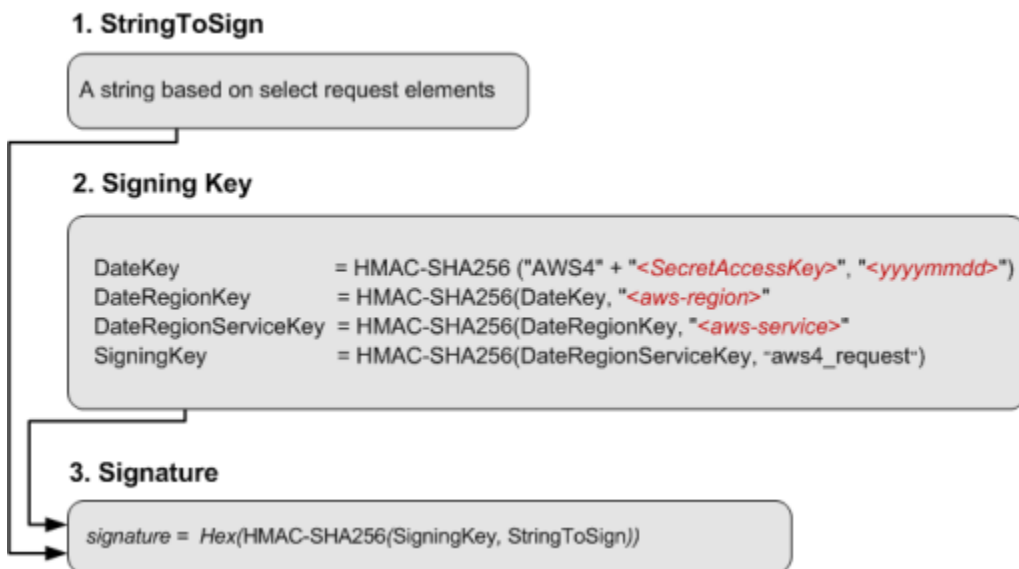 1. StringToSign
A string based on select request elements
2. Signing Key
DateKey = HMAC-SHA256 ("AWS4" + "<SecretAccessKey>", "<yyyymmdd>")
DateRegionKey = HMAC-SHA256(DateKey, "<aws-region>"
DateRegionServiceKey = HMAC-SHA256(DateRegionKey, "<aws-service>"
SigningKey = HMAC-SHA256(DateRegionServiceKey, "aws4_request")
3. Signature
signature = Hex(HMAC-SHA256(SigningKey, StringToSign))